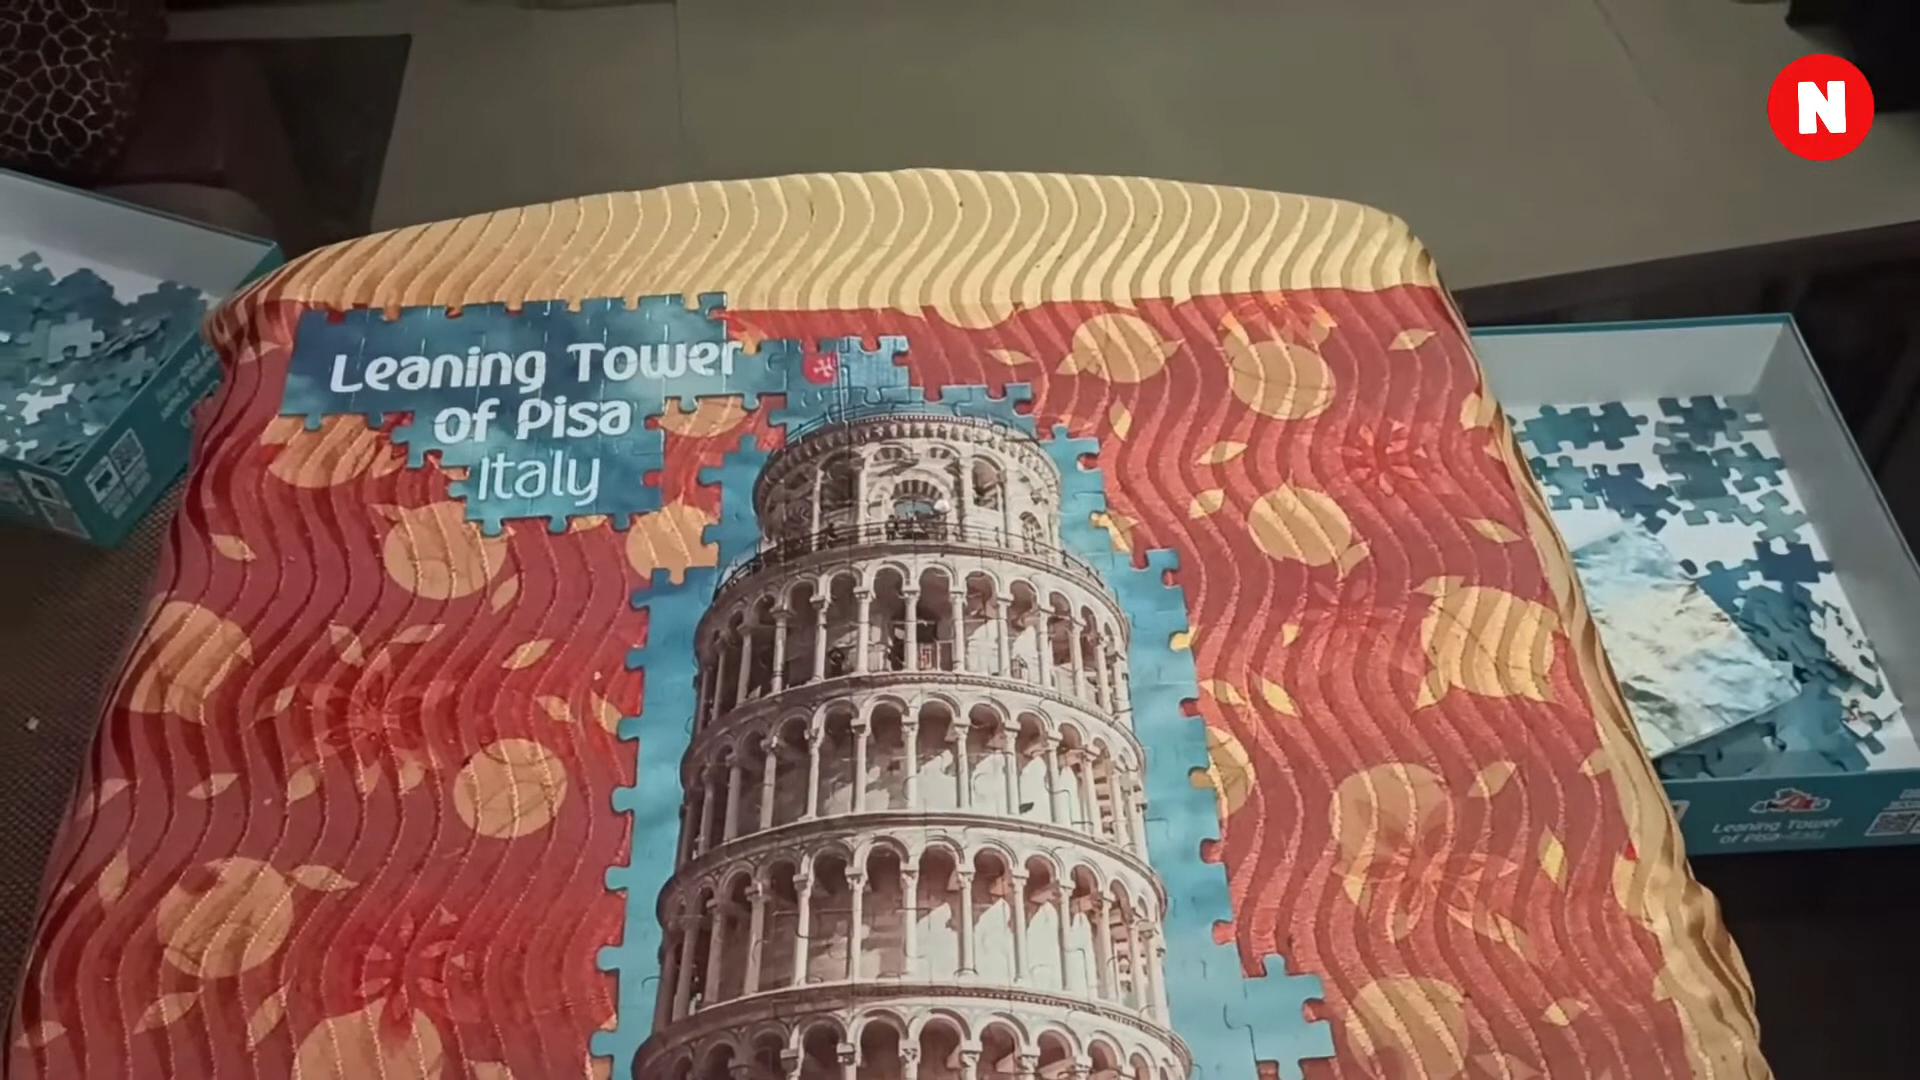 N
Leaning Tower
of Pisa
Italy
Leaning Tower
of Pisa-Italy